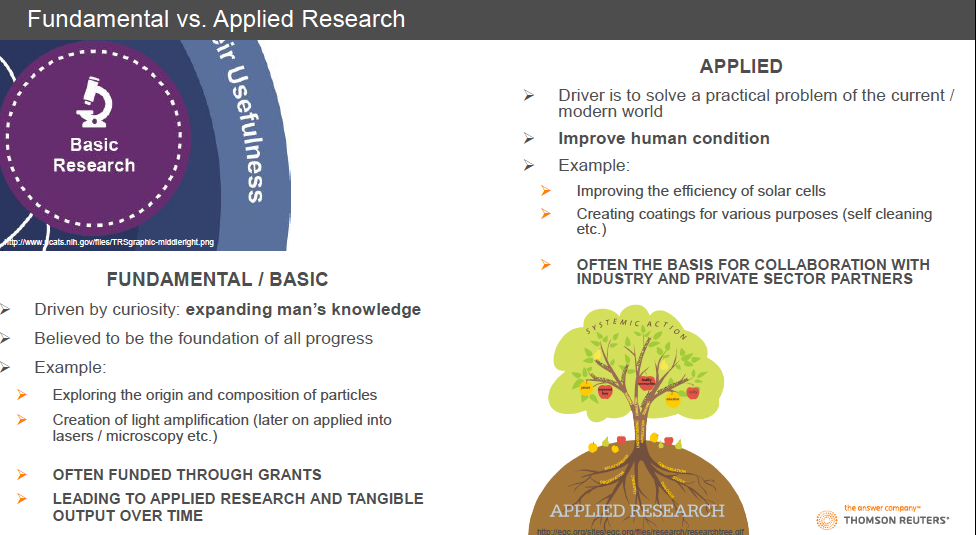 Fundamental vs. Applied Research
eir Usefulness
Basic
Research
http://www.ncats.nih.gov/files/TRSgraphic-middleright.png
FUNDAMENTAL / BASIC
➢ Driven by curiosity: expanding man's knowledge
➢ Believed to be the foundation of all progress
➢ Example:
➢ Exploring the origin and composition of particles
➢ Creation of light amplification (later on applied into
lasers / microscopy etc.)
➢ OFTEN FUNDED THROUGH GRANTS
➢ LEADING TO APPLIED RESEARCH AND TANGIBLE
OUTPUT OVER TIME
APPLIED
➢ Driver is to solve a practical problem of the current /
modern world
➢ Improve human condition
➢ Example:
➢ Improving the efficiency of solar cells
➢ Creating coatings for various purposes (self cleaning
etc.)
➢ OFTEN THE BASIS FOR COLLABORATION WITH
INDUSTRY AND PRIVATE SECTOR PARTNERS
SYSTEMIC ACTION
APPLIED RESEARCH
http://eqc.org/sites/eqc.org/files/research/researchtree.gif
the answer company™
THOMSON REUTERS®